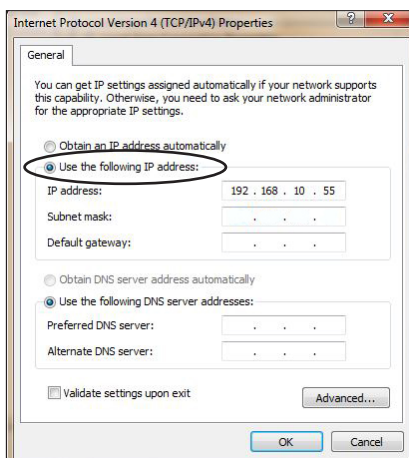 Internet Protocol Version 4 (TCP/IPv4) Properties
General
You can get IP settings assigned automatically if your network supports
this capability. Otherwise, you need to ask your network administrator
for the appropriate IP settings.
Obtain an IP address automatically
Use the following IP address:
IP address: 192 . 168 . 10 . 55
Subnet mask: . . .
Default gateway: . . .
Obtain DNS server address automatically
Use the following DNS server addresses:
Preferred DNS server: . . .
Alternate DNS server: . . .
Validate settings upon exit
Advanced...
OK Cancel